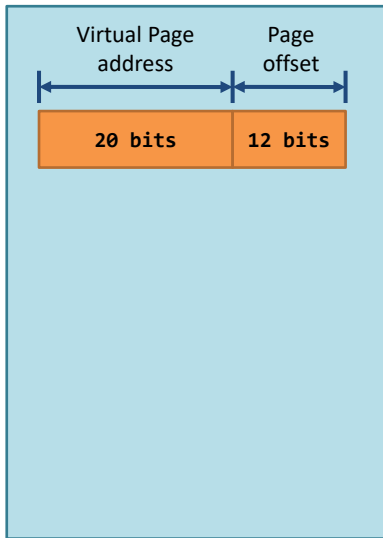 Virtual Page
address
Page
offset
20 bits
12 bits